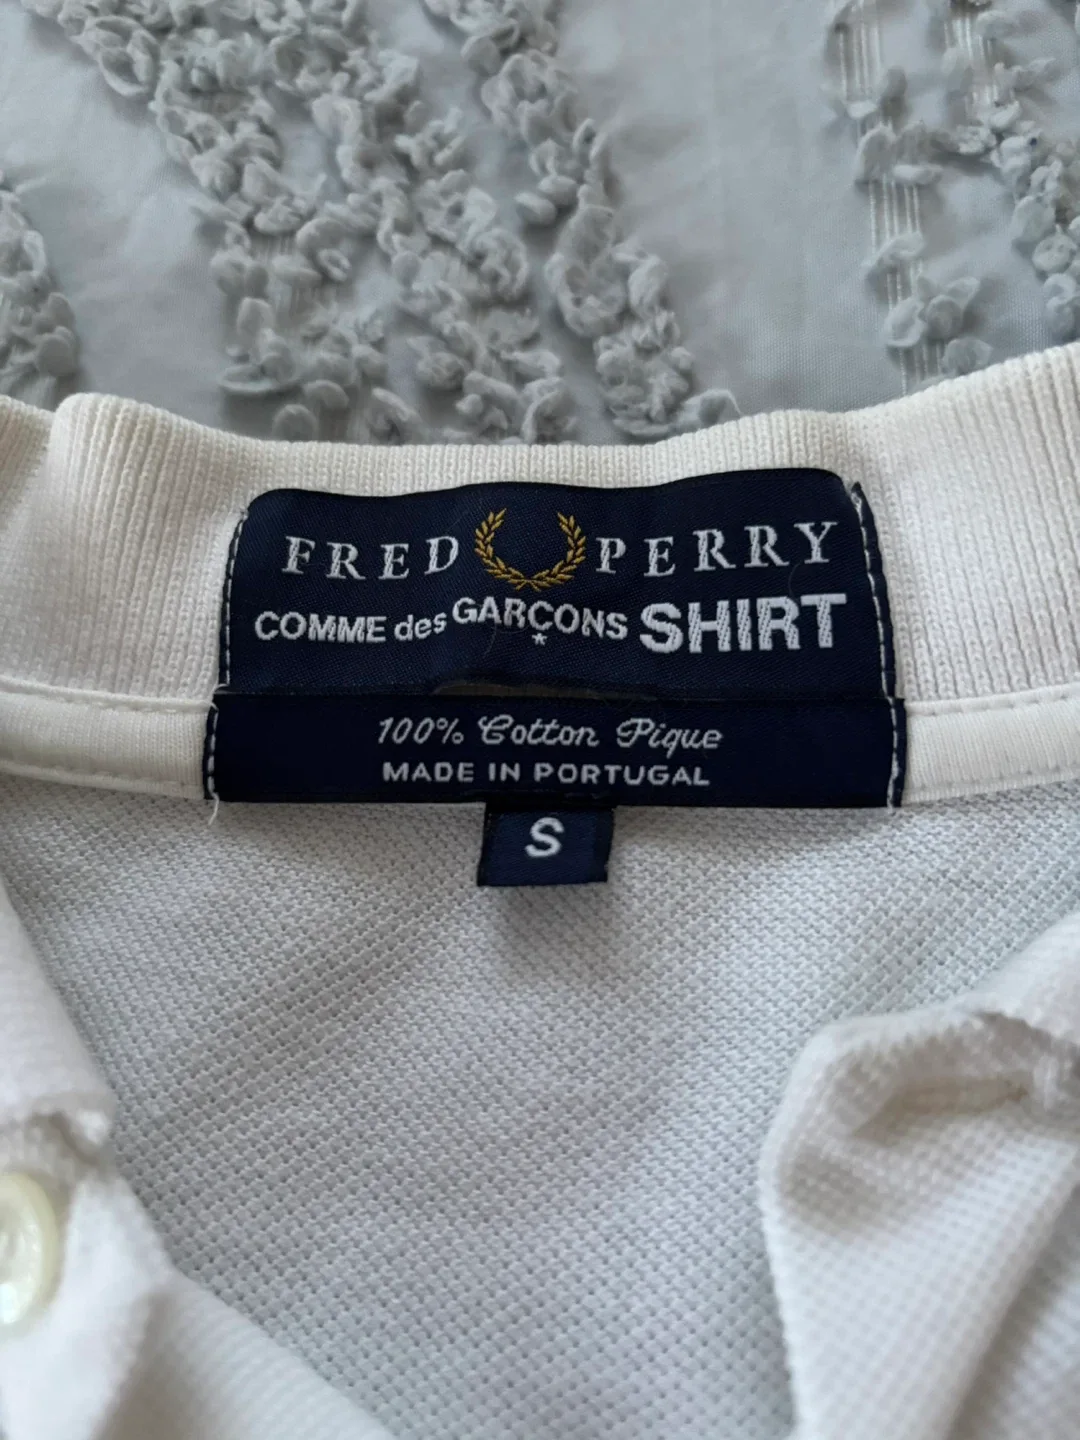 FRED PERRY
COMME des GARÇONS SHIRT
*
100% Cotton Pique
MADE IN PORTUGAL
S